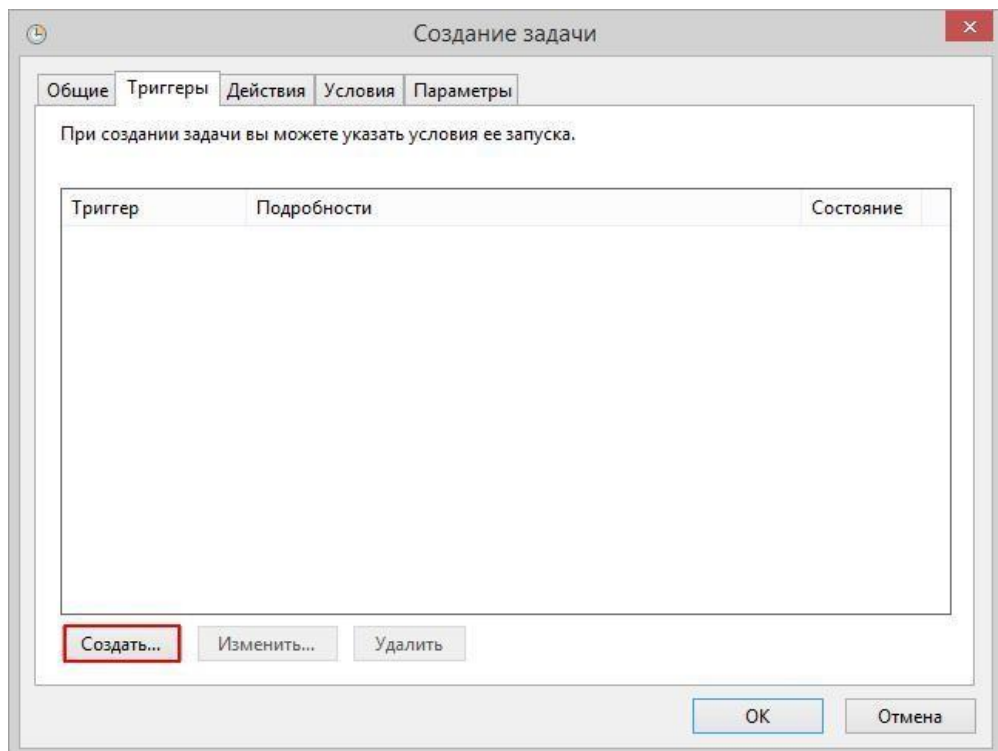 Создание задачи
Общие Триггеры Действия Условия Параметры
При создании задачи вы можете указать условия ее запуска.
Триггер Подробности Состояние
Создать... Изменить... Удалить
ОК Отмена